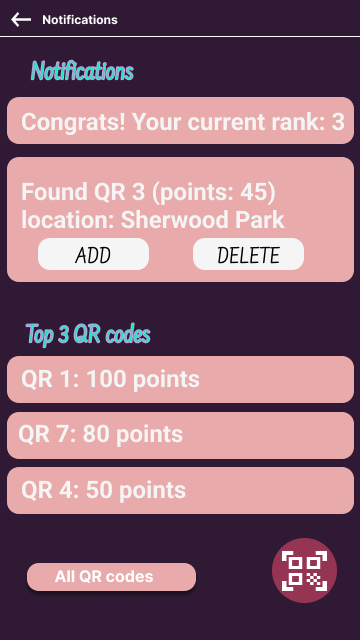 Notifications
Notifications
Congrats! Your current rank: 3
Found QR 3 (points: 45)
location: Sherwood Park
ADD DELETE
Top 3 QR codes
QR 1: 100 points
QR 7: 80 points
QR 4: 50 points
All QR codes